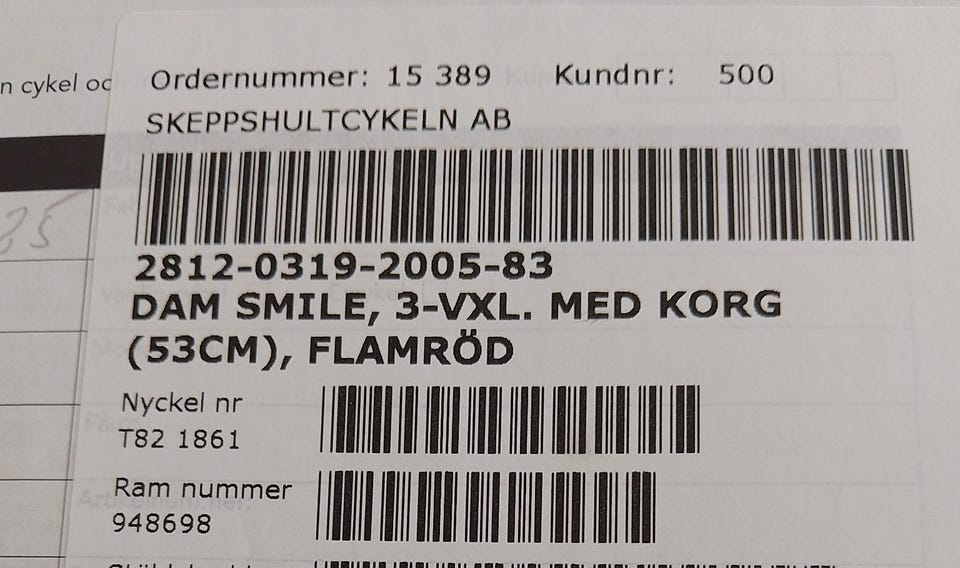 n cykel oc
Ordernummer: 15 389 Kundnr: 500
SKEPPSHULTCYKELN AB
25
2812-0319-2005-83
DAM SMILE, 3-VXL. MED KORG
(53CM), FLAMRÖD
Nyckel nr
T82 1861
Ram nummer
948698